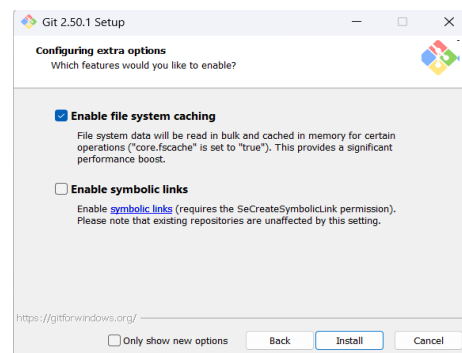 Git 2.50.1 Setup
Configuring extra options
Which features would you like to enable?
Enable file system caching
File system data will be read in bulk and cached in memory for certain
operations ("core.fscache" is set to "true"). This provides a significant
performance boost.
Enable symbolic links
Enable symbolic links (requires the SeCreateSymbolicLink permission).
Please note that existing repositories are unaffected by this setting.
https://gitforwindows.org/
Only show new options
Back
Install
Cancel